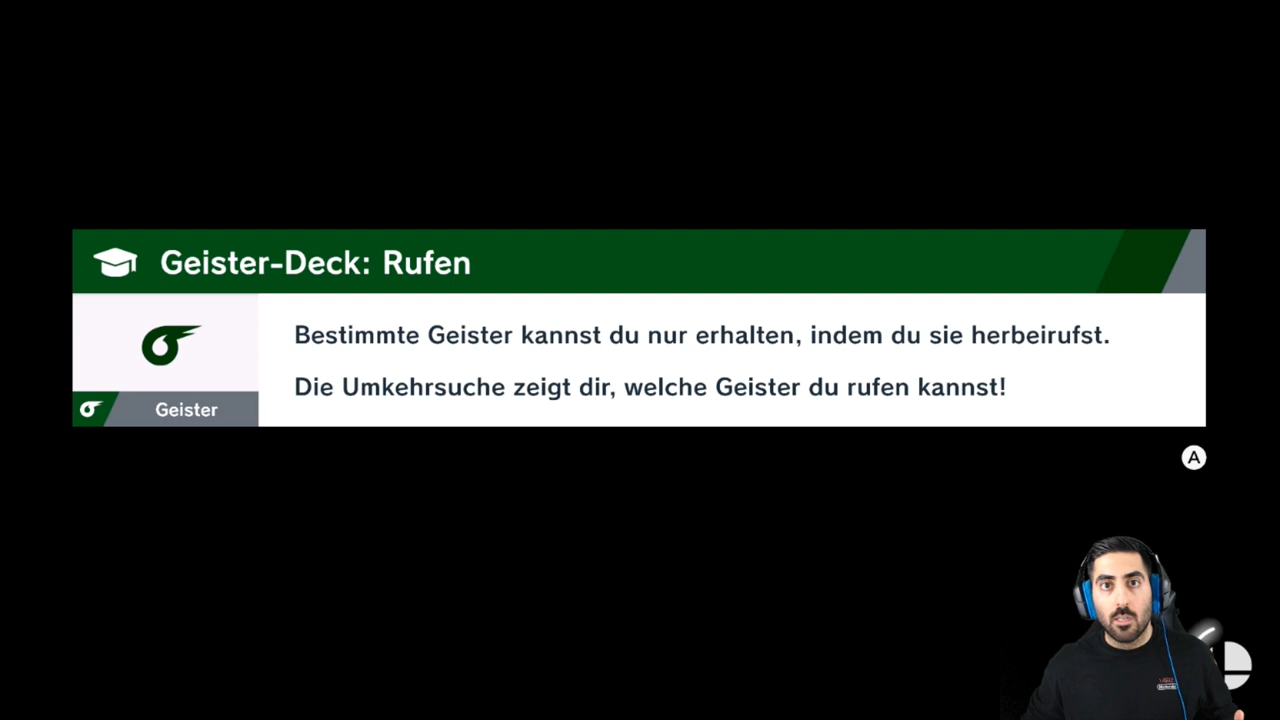 Geister-Deck: Rufen
Bestimmte Geister kannst du nur erhalten, indem du sie herbeirufst.
Die Umkehrsuche zeigt dir, welche Geister du rufen kannst!
Geister
A
Nintendo